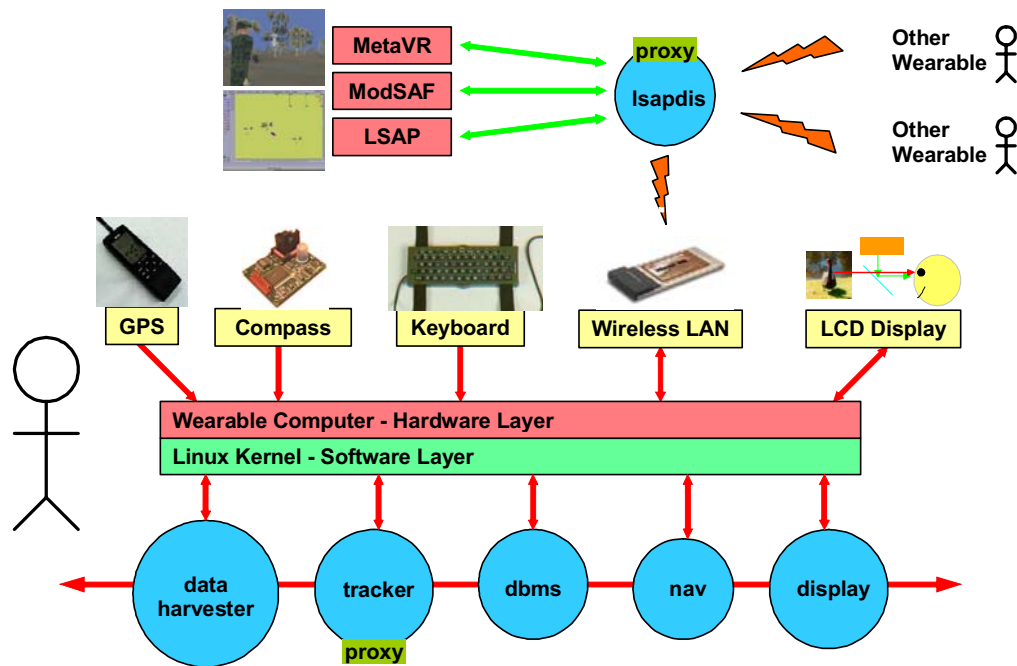 MetaVR
ModSAF
LSAP
proxy
lsapdis
Other
Wearable
Other
Wearable
GPS
Compass
Keyboard
Wireless LAN
LCD Display
Wearable Computer - Hardware Layer
Linux Kernel - Software Layer
data
harvester
tracker
dbms
nav
display
proxy